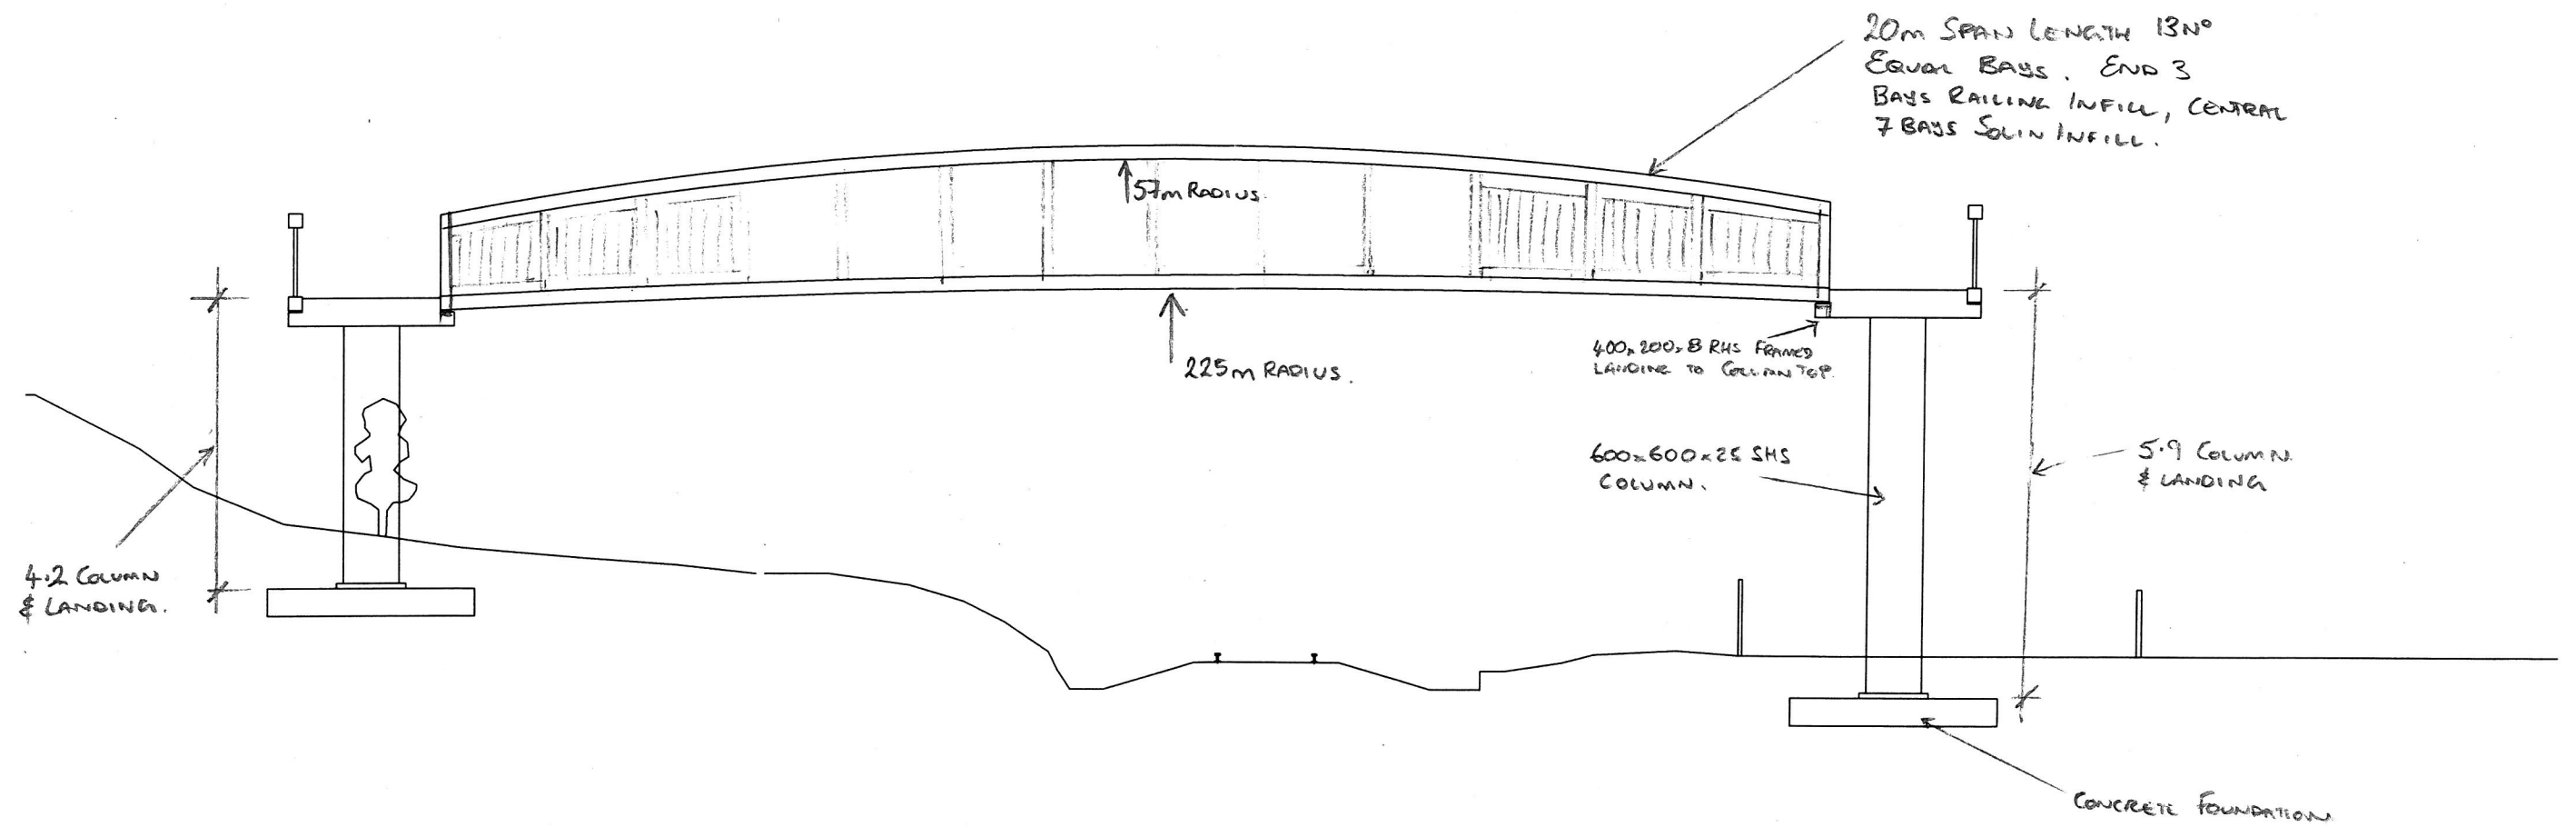 20m SPAN LENGTH 13Nº
EQUAL BAYS. END 3
BAYS RAILING INFILL, CENTRAL
7 BAYS SOLIN INFILL.
57m RADIUS.
225m RADIUS.
400x200x8 RHS FRAMED
LANDING TO COLUMN TOP.
600x600x25 SHS
COLUMN.
5.9 COLUMN
& LANDING
4.2 COLUMN
& LANDING.
CONCRETE FOUNDATION